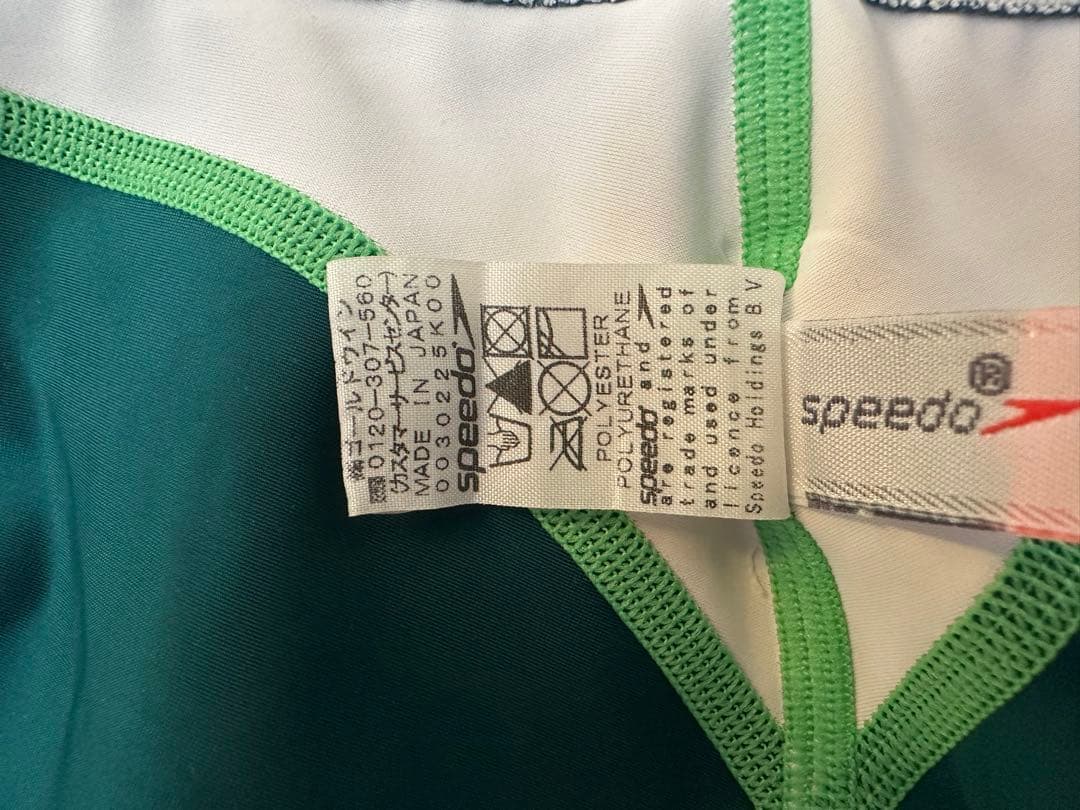 ㈱ゴールドウイン
0120-307-560
(カスタマーサービスセンター)
MADE IN JAPAN
0030225K00
speedo
POLYESTER
POLYURETHANE
speedo and
are registered
trade marks of
and used under
licence from
Speedo Holdings B.V
speedo®